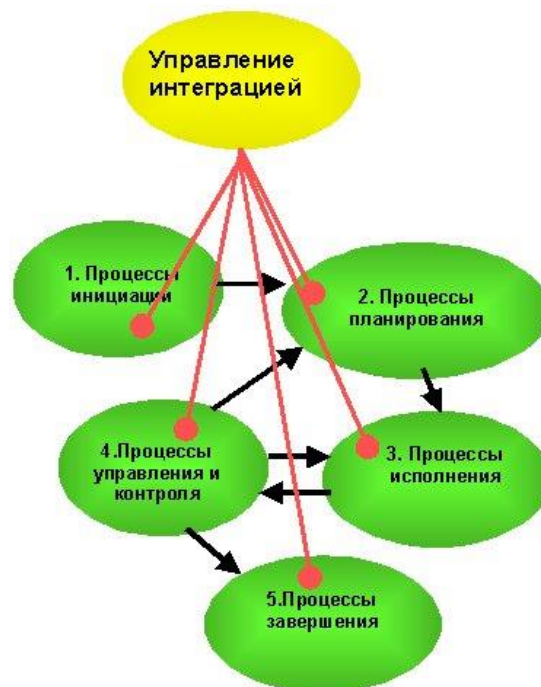 Управление
интеграцией
1. Процессы
инициации
2. Процессы
планирования
4.Процессы
управления и
контроля
3. Процессы
исполнения
5.Процессы
завершения